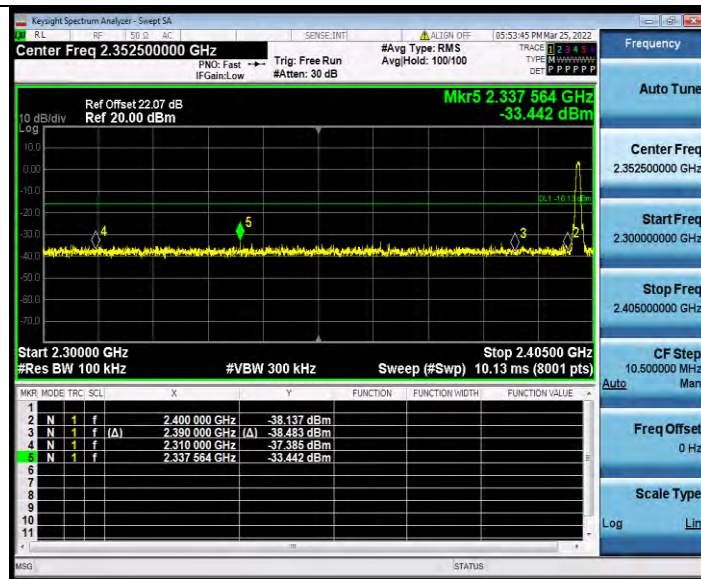 Keysight Spectrum Analyzer - Swept SA
RL RF 50 Ω AC SENSE:INT ALIGN OFF 05:53:45 PM Mar 25, 2022
Center Freq 2.352500000 GHz
PNO: Fast Trig: Free Run #Avg Type: RMS TRACE 1 2 3 4 5 6
IFGain:Low #Atten: 30 dB Avg|Hold: 100/100 TYPE M
DET P P P P P P
Mkr5 2.337 564 GHz
-33.442 dBm
Ref Offset 22.07 dB
10 dB/div Ref 20.00 dBm
Log
10.0
0.00
-10.0
DL1 -16.13 dBm
-20.0
-30.0
-40.0
-50.0
-60.0
-70.0
4
5
3
2
Start 2.30000 GHz Stop 2.40500 GHz
#Res BW 100 kHz #VBW 300 kHz Sweep (#Swp) 10.13 ms (8001 pts)
MKR MODE TRC SCL X Y FUNCTION FUNCTION WIDTH FUNCTION VALUE
1
2 N 1 f 2.400 000 GHz -38.137 dBm
3 N 1 f (Δ) 2.390 000 GHz (Δ) -38.483 dBm
4 N 1 f 2.310 000 GHz -37.385 dBm
5 N 1 f 2.337 564 GHz -33.442 dBm
6
7
8
9
10
11
MSG STATUS
Frequency
Auto Tune
Center Freq
2.352500000 GHz
Start Freq
2.300000000 GHz
Stop Freq
2.405000000 GHz
CF Step
10.500000 MHz
Auto Man
Freq Offset
0 Hz
Scale Type
Log Lin